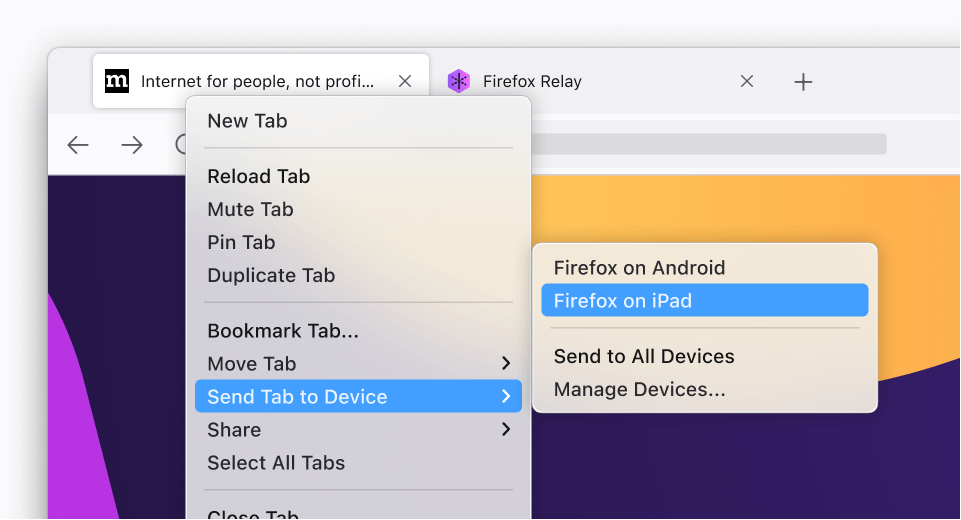 m Internet for people, not profi...
Firefox Relay
New Tab
Reload Tab
Mute Tab
Pin Tab
Duplicate Tab
Bookmark Tab...
Move Tab
Send Tab to Device
Share
Select All Tabs
Close Tab
Firefox on Android
Firefox on iPad
Send to All Devices
Manage Devices...